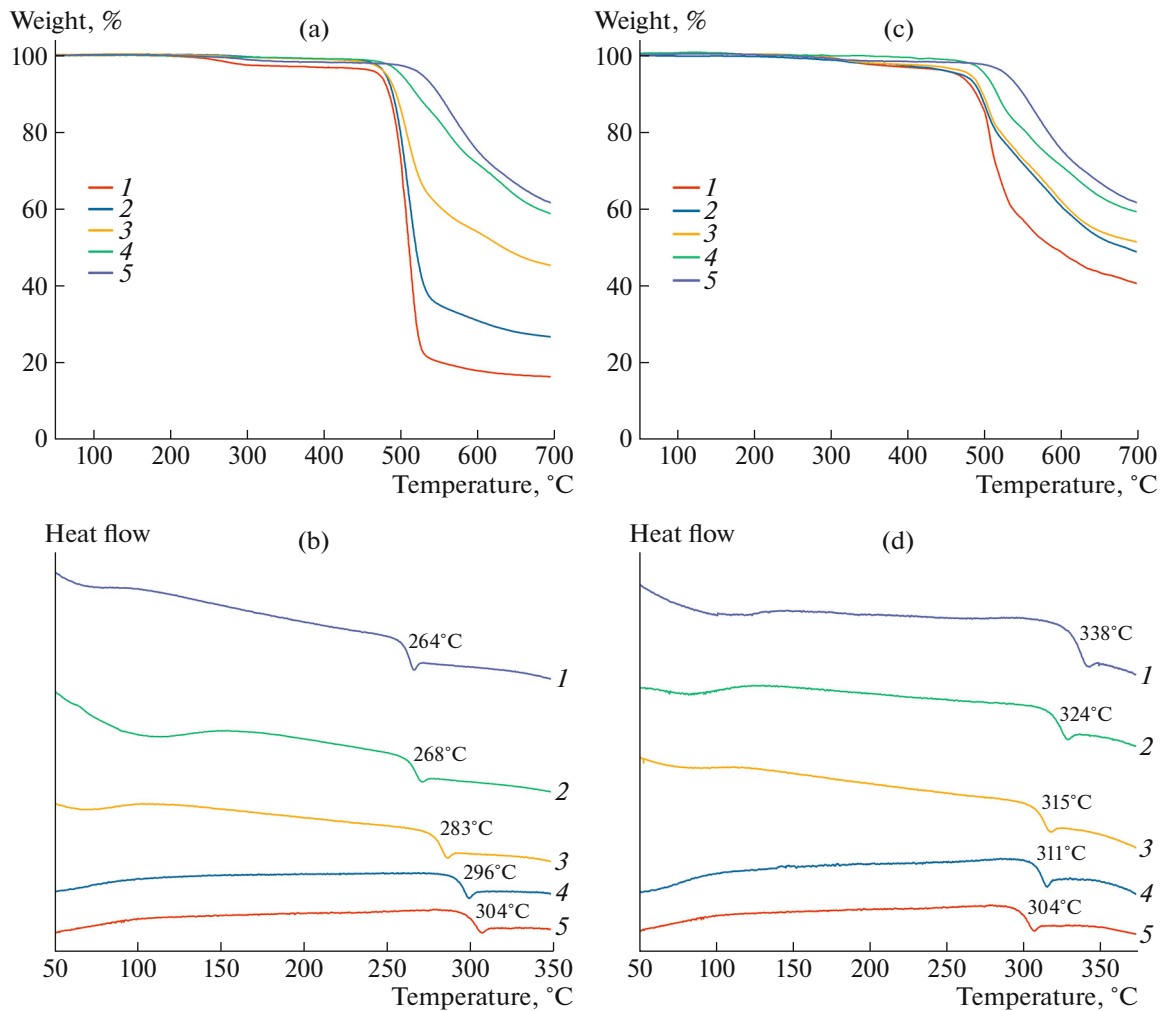 Weight, %
(a)
100
80
60
40
20
0
1
2
3
4
5
100 200 300 400 500 600 700
Temperature, °C
Weight, %
(c)
100
80
60
40
20
0
1
2
3
4
5
100 200 300 400 500 600 700
Temperature, °C
Heat flow
(b)
264°C
1
268°C
2
283°C
3
296°C
4
304°C
5
50 100 150 200 250 300 350
Temperature, °C
Heat flow
(d)
338°C
1
324°C
2
315°C
3
311°C
4
304°C
5
50 100 150 200 250 300 350
Temperature, °C